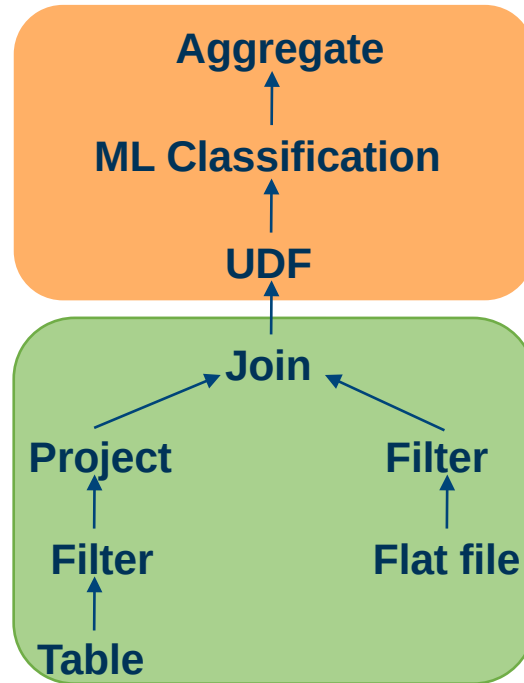 Aggregate
ML Classification
UDF
Join
Project
Filter
Filter
Flat file
Table